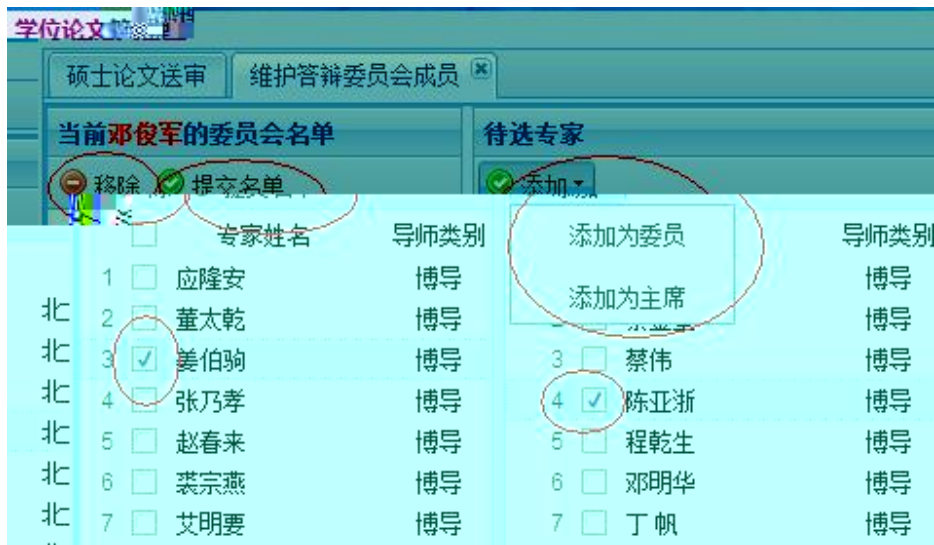 学位论文
硕士论文送审 维护答辩委员会成员
当前邓俊军的委员会名单 待选专家
移除 提交名单 添加
专家姓名 导师类别 添加为委员 导师类别
1 应隆安 博导 博导
添加为主席
北 2 董太乾 博导 博导
北 3 姜伯驹 博导 3 蔡伟 博导
北 4 张乃孝 博导 4 陈亚浙 博导
北 5 赵春来 博导 5 程乾生 博导
北 6 裘宗燕 博导 6 邓明华 博导
北 7 艾明要 博导 7 丁帆 博导